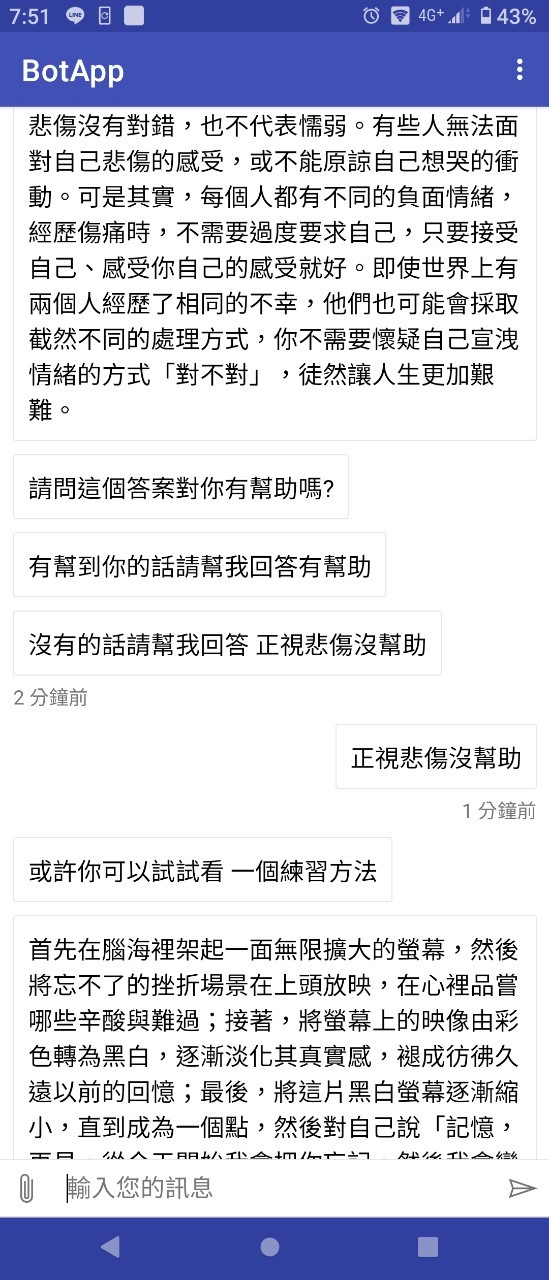 7:51
LINE
4G+
43%
BotApp
悲傷沒有對錯，也不代表懦弱。有些人無法面
對自己悲傷的感受，或不能原諒自己想哭的衝
動。可是其實，每個人都有不同的負面情緒，
經歷傷痛時，不需要過度要求自己，只要接受
自己、感受你自己的感受就好。即使世界上有
兩個人經歷了相同的不幸，他們也可能會採取
截然不同的處理方式，你不需要懷疑自己宣洩
情緒的方式「對不對」，徒然讓人生更加艱
難。
請問這個答案對你有幫助嗎?
有幫到你的話請幫我回答有幫助
沒有的話請幫我回答 正視悲傷沒幫助
2 分鐘前
正視悲傷沒幫助
1 分鐘前
或許你可以試試看 一個練習方法
首先在腦海裡架起一面無限擴大的螢幕，然後
將忘不了的挫折場景在上頭放映，在心裡品嘗
哪些辛酸與難過；接著，將螢幕上的映像由彩
色轉為黑白，逐漸淡化其真實感，褪成彷彿久
遠以前的回憶；最後，將這片黑白螢幕逐漸縮
小，直到成為一個點，然後對自己說「記憶，
輸入您的訊息